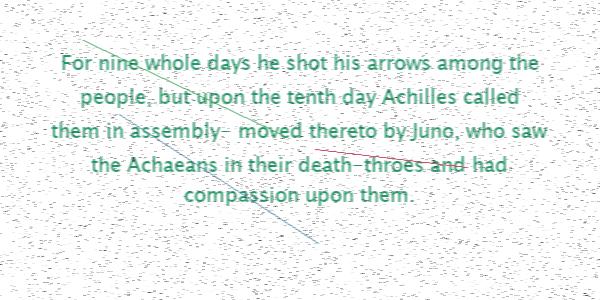 For nine whole days he shot his arrows among the
people, but upon the tenth day Achilles called
them in assembly- moved thereto by Juno, who saw
the Achaeans in their death-throes and had
compassion upon them.